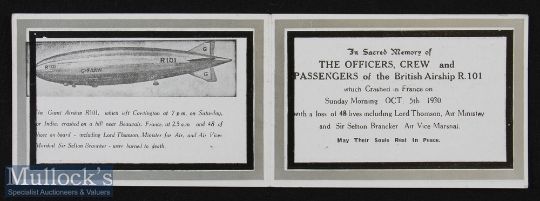 G
R101
G-FAAW
G
The Giant Airship R101, which left Cardington at 7 p.m. on Saturday,
for India, crashed on a hill near Beauvais, France, at 2.5 a.m. and 48 of
those on board - including Lord Thomson, Minister for Air, and Air Vice-
Marshal Sir Sefton Brancker - were burned to death.
In Sacred Memory of
THE OFFICERS, CREW and
PASSENGERS of the British Airship R.101
which Crashed in France on
Sunday Morning OCT. 5th 1930
with a loss of 48 lives including Lord Thomson, Air Minister
and Sir Sefton Brancker Air Vice Marshal.
May Their Souls Rest In Peace.
Mullock's
Specialist Auctioneers & Valuers